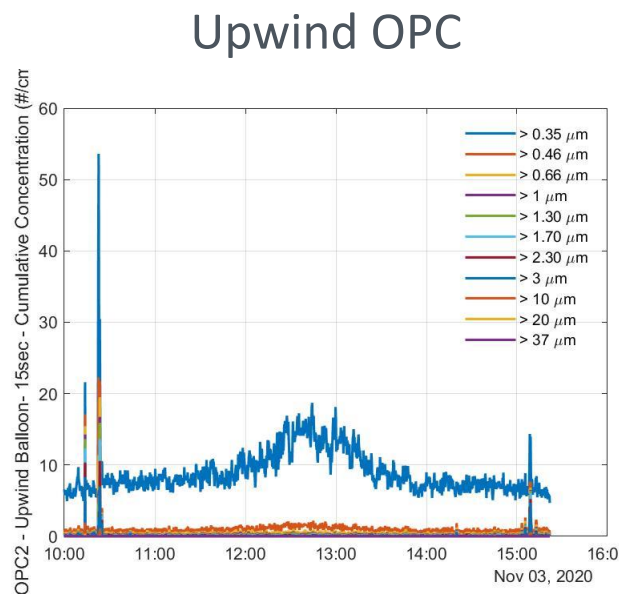 Upwind OPC
OPC2 - Upwind Balloon- 15sec - Cumulative Concentration (#/cm
60
50
40
30
20
10
0
> 0.35 μm
> 0.46 μm
> 0.66 μm
> 1 μm
> 1.30 μm
> 1.70 μm
> 2.30 μm
> 3 μm
> 10 μm
> 20 μm
> 37 μm
10:00 11:00 12:00 13:00 14:00 15:00 16:0
Nov 03, 2020